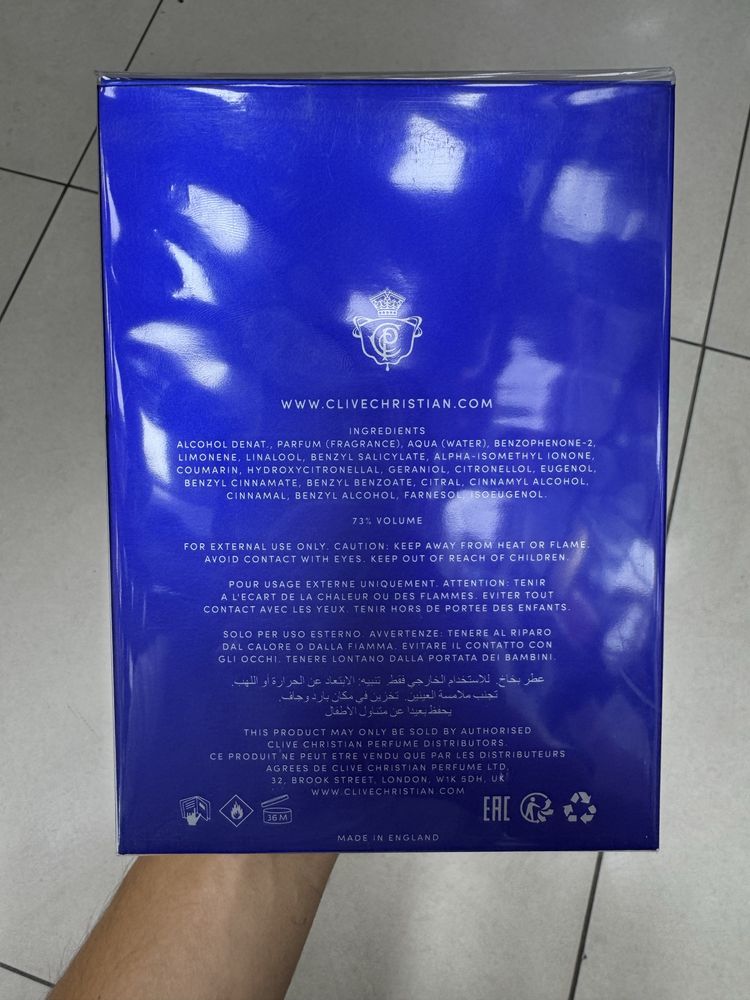 WWW.CLIVECHRISTIAN.COM
INGREDIENTS
ALCOHOL DENAT., PARFUM (FRAGRANCE), AQUA (WATER), BENZOPHENONE-2,
LIMONENE, LINALOOL, BENZYL SALICYLATE, ALPHA-ISOMETHYL IONONE,
COUMARIN, HYDROXYCITRONELLAL, GERANIOL, CITRONELLOL, EUGENOL,
BENZYL CINNAMATE, BENZYL BENZOATE, CITRAL, CINNAMYL ALCOHOL,
CINNAMAL, BENZYL ALCOHOL, FARNESOL, ISOEUGENOL.
73% VOLUME
FOR EXTERNAL USE ONLY. CAUTION: KEEP AWAY FROM HEAT OR FLAME.
AVOID CONTACT WITH EYES. KEEP OUT OF REACH OF CHILDREN.
POUR USAGE EXTERNE UNIQUEMENT. ATTENTION: TENIR
A L'ECART DE LA CHALEUR OU DES FLAMMES. EVITER TOUT
CONTACT AVEC LES YEUX. TENIR HORS DE PORTEE DES ENFANTS.
SOLO PER USO ESTERNO. AVVERTENZE: TENERE AL RIPARO
DAL CALORE O DALLA FIAMMA. EVITARE IL CONTATTO CON
GLI OCCHI. TENERE LONTANO DALLA PORTATA DEI BAMBINI.
عطر بخاخ. للاستخدام الخارجي فقط. تنبيه: الابتعاد عن الحرارة أو اللهب.
تجنب ملامسة العينين. تخزين في مكان بارد وجاف.
يحفظ بعيدا عن متناول الأطفال
THIS PRODUCT MAY ONLY BE SOLD BY AUTHORISED
CLIVE CHRISTIAN PERFUME DISTRIBUTORS.
CE PRODUIT NE PEUT ETRE VENDU QUE PAR LES DISTRIBUTEURS
AGREES DE CLIVE CHRISTIAN PERFUME LTD,
32, BROOK STREET, LONDON, W1K 5DH, UK
WWW.CLIVECHRISTIAN.COM
36M
EAC
MADE IN ENGLAND